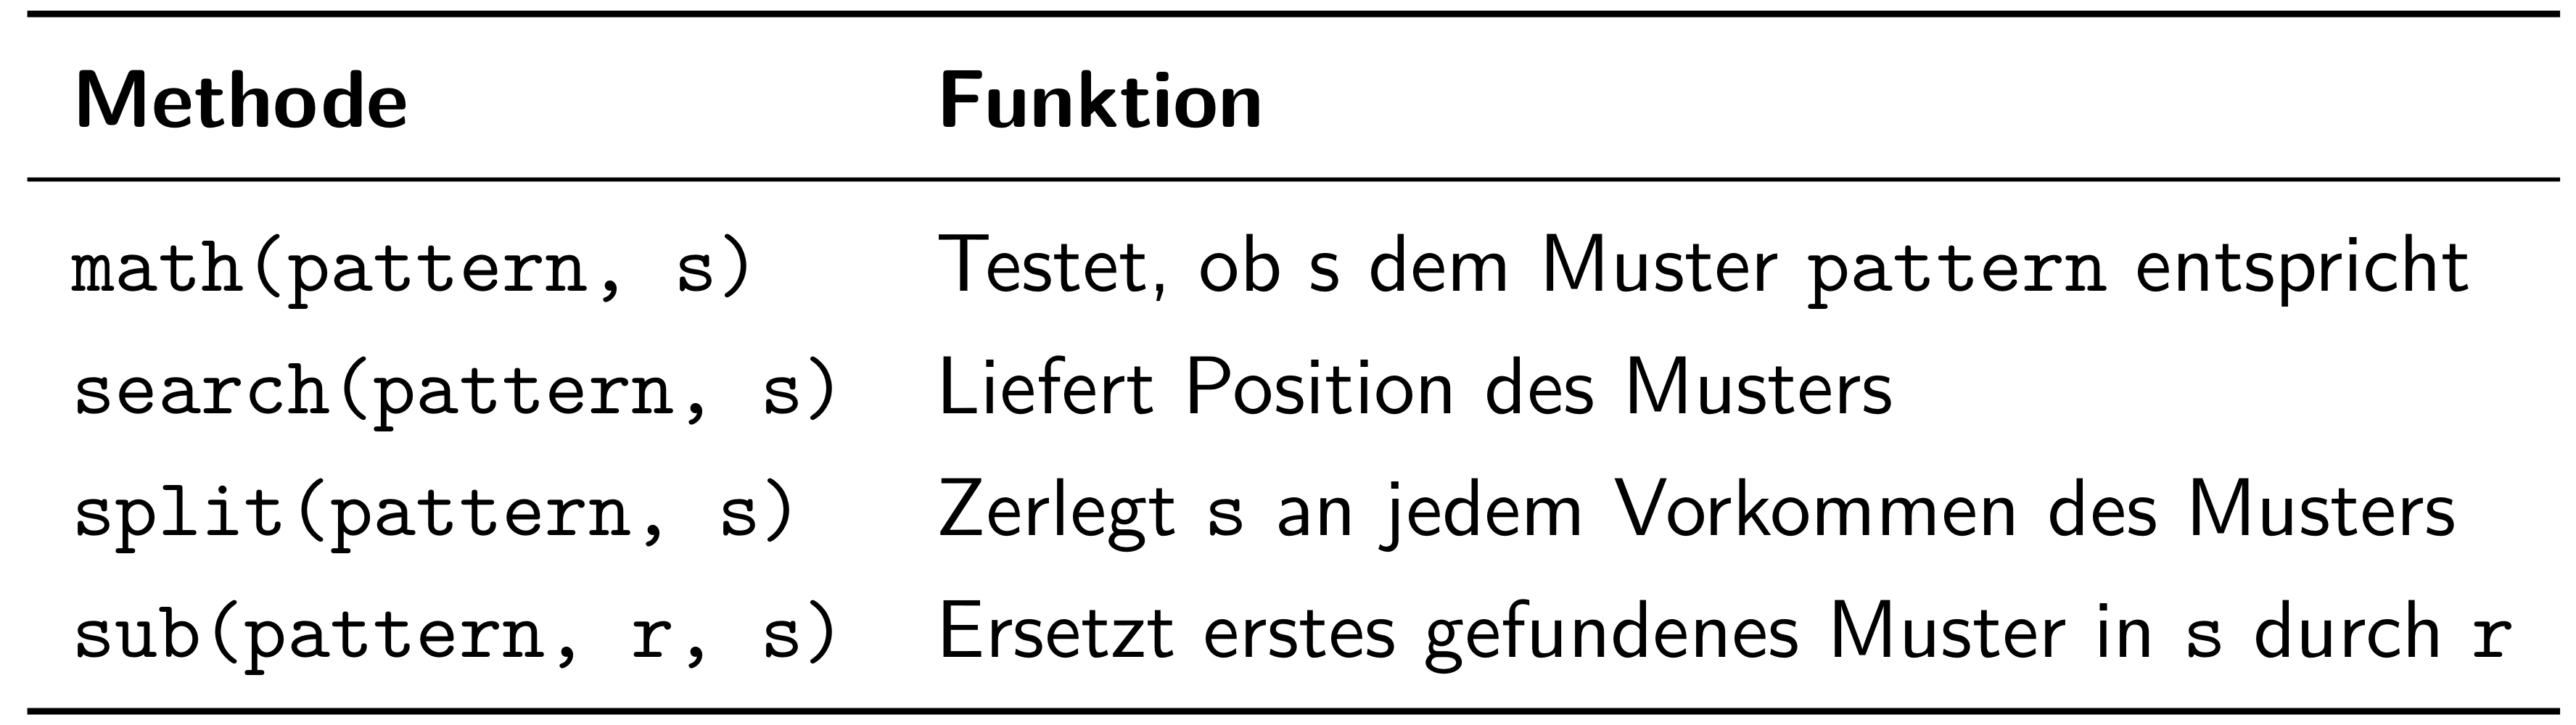 Methode Funktion
math(pattern, s) Testet, ob s dem Muster pattern entspricht
search(pattern, s) Liefert Position des Musters
split(pattern, s) Zerlegt s an jedem Vorkommen des Musters
sub(pattern, r, s) Ersetzt erstes gefundenes Muster in s durch r